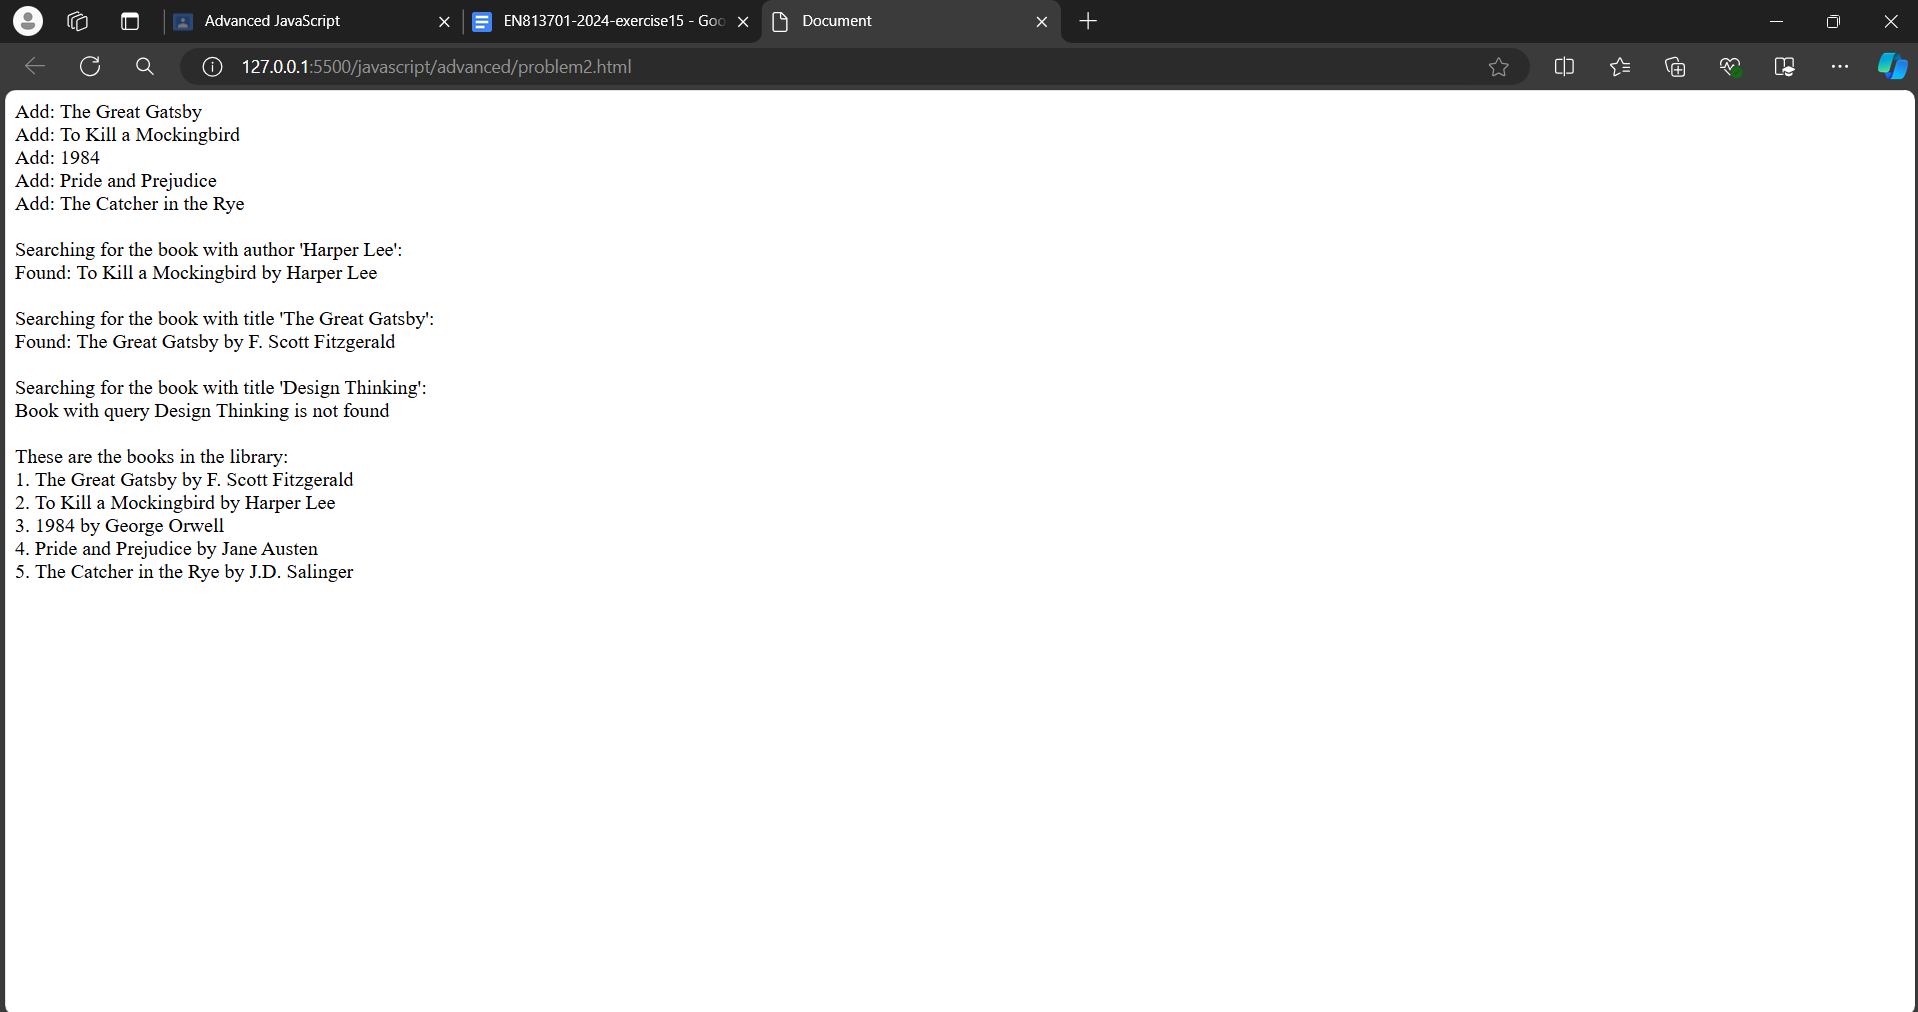 Advanced JavaScript
EN813701-2024-exercise15 - Goo
Document
127.0.0.1:5500/javascript/advanced/problem2.html
Add: The Great Gatsby
Add: To Kill a Mockingbird
Add: 1984
Add: Pride and Prejudice
Add: The Catcher in the Rye
Searching for the book with author 'Harper Lee':
Found: To Kill a Mockingbird by Harper Lee
Searching for the book with title 'The Great Gatsby':
Found: The Great Gatsby by F. Scott Fitzgerald
Searching for the book with title 'Design Thinking':
Book with query Design Thinking is not found
These are the books in the library:
1. The Great Gatsby by F. Scott Fitzgerald
2. To Kill a Mockingbird by Harper Lee
3. 1984 by George Orwell
4. Pride and Prejudice by Jane Austen
5. The Catcher in the Rye by J.D. Salinger